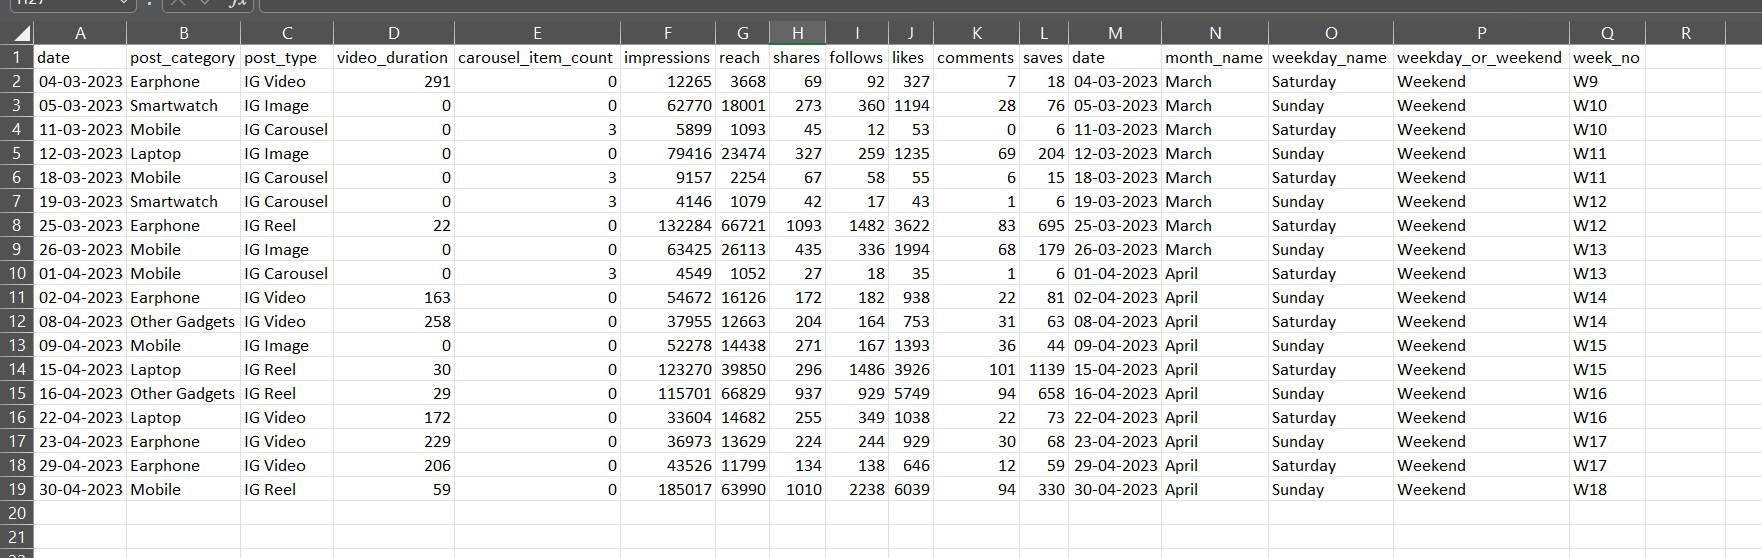 A B C D E F G H I J K L M N O P Q R
1 date post_category post_type video_duration carousel_item_count impressions reach shares follows likes comments saves date month_name weekday_name weekday_or_weekend week_no
2 04-03-2023 Earphone IG Video 291 0 12265 3668 69 92 327 7 18 04-03-2023 March Saturday Weekend W9
3 05-03-2023 Smartwatch IG Image 0 0 62770 18001 273 360 1194 28 76 05-03-2023 March Sunday Weekend W10
4 11-03-2023 Mobile IG Carousel 0 3 5899 1093 45 12 53 0 6 11-03-2023 March Saturday Weekend W10
5 12-03-2023 Laptop IG Image 0 0 79416 23474 327 259 1235 69 204 12-03-2023 March Sunday Weekend W11
6 18-03-2023 Mobile IG Carousel 0 3 9157 2254 67 58 55 6 15 18-03-2023 March Saturday Weekend W11
7 19-03-2023 Smartwatch IG Carousel 0 3 4146 1079 42 17 43 1 6 19-03-2023 March Sunday Weekend W12
8 25-03-2023 Earphone IG Reel 22 0 132284 66721 1093 1482 3622 83 695 25-03-2023 March Saturday Weekend W12
9 26-03-2023 Mobile IG Image 0 0 63425 26113 435 336 1994 68 179 26-03-2023 March Sunday Weekend W13
10 01-04-2023 Mobile IG Carousel 0 3 4549 1052 27 18 35 1 6 01-04-2023 April Saturday Weekend W13
11 02-04-2023 Earphone IG Video 163 0 54672 16126 172 182 938 22 81 02-04-2023 April Sunday Weekend W14
12 08-04-2023 Other Gadgets IG Video 258 0 37955 12663 204 164 753 31 63 08-04-2023 April Saturday Weekend W14
13 09-04-2023 Mobile IG Image 0 0 52278 14438 271 167 1393 36 44 09-04-2023 April Sunday Weekend W15
14 15-04-2023 Laptop IG Reel 30 0 123270 39850 296 1486 3926 101 1139 15-04-2023 April Saturday Weekend W15
15 16-04-2023 Other Gadgets IG Reel 29 0 115701 66829 937 929 5749 94 658 16-04-2023 April Sunday Weekend W16
16 22-04-2023 Laptop IG Video 172 0 33604 14682 255 349 1038 22 73 22-04-2023 April Saturday Weekend W16
17 23-04-2023 Earphone IG Video 229 0 36973 13629 224 244 929 30 68 23-04-2023 April Sunday Weekend W17
18 29-04-2023 Earphone IG Video 206 0 43526 11799 134 138 646 12 59 29-04-2023 April Saturday Weekend W17
19 30-04-2023 Mobile IG Reel 59 0 185017 63990 1010 2238 6039 94 330 30-04-2023 April Sunday Weekend W18
20
21